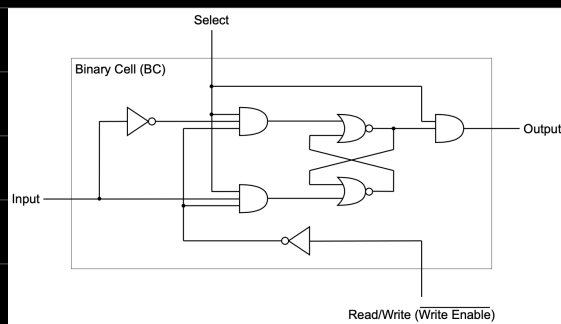 Select
Binary Cell (BC)
Output
Input
Read/Write (Write Enable)